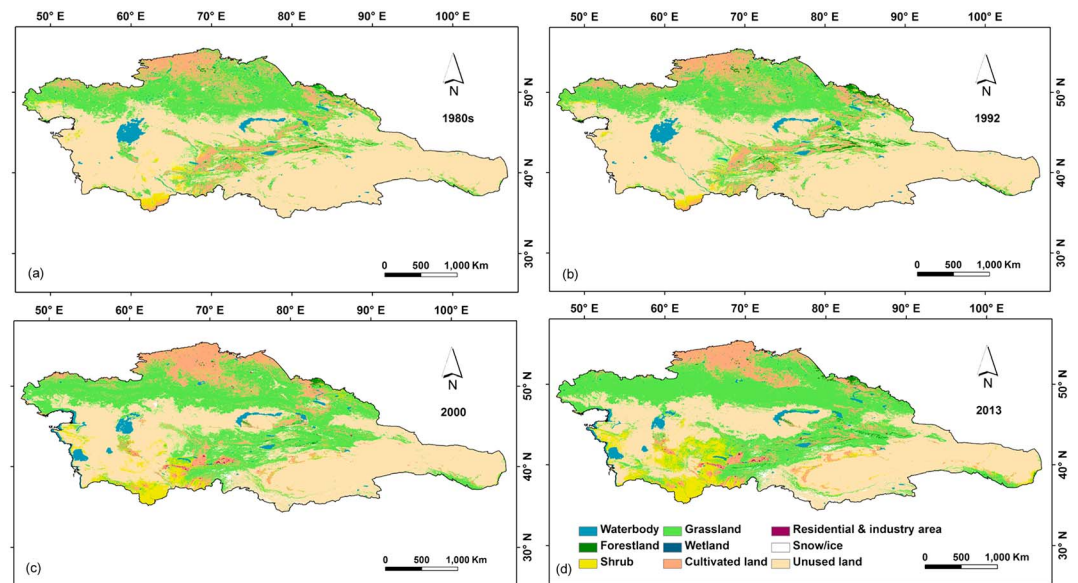 50° E 60° E 70° E 80° E 90° E 100° E
50° E 60° E 70° E 80° E 90° E 100° E
N
1980s
50° N
40° N
30° N
(a)
0 500 1,000 Km
N
1992
50° N
40° N
30° N
(b)
0 500 1,000 Km
50° E 60° E 70° E 80° E 90° E 100° E
50° E 60° E 70° E 80° E 90° E 100° E
N
2000
50° N
40° N
30° N
(c)
0 500 1,000 Km
N
2013
50° N
40° N
30° N
Waterbody Grassland Residential & industry area
Forestland Wetland Snow/ice
Shrub Cultivated land Unused land
(d)
0 500 1,000 Km